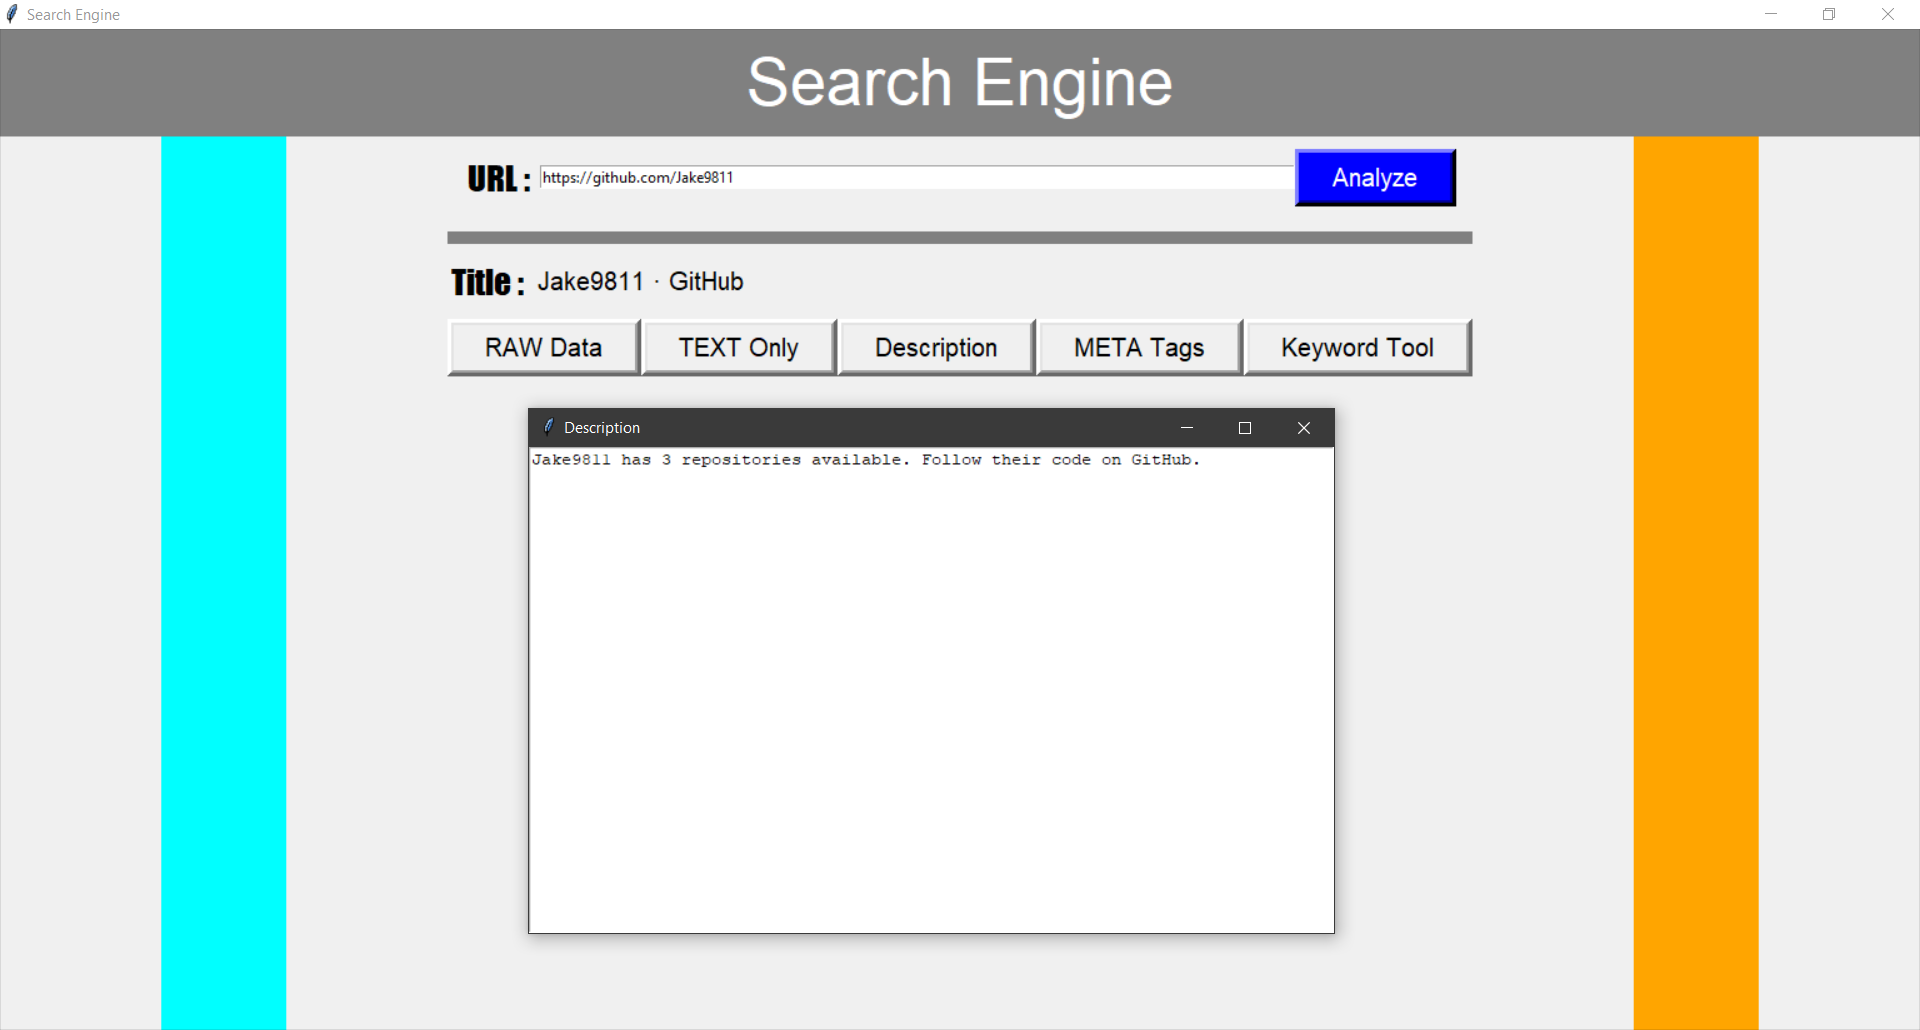 Search Engine
Search Engine
URL : https://github.com/Jake9811 Analyze
Title : Jake9811 · GitHub
RAW Data TEXT Only Description META Tags Keyword Tool
Description
Jake9811 has 3 repositories available. Follow their code on GitHub.